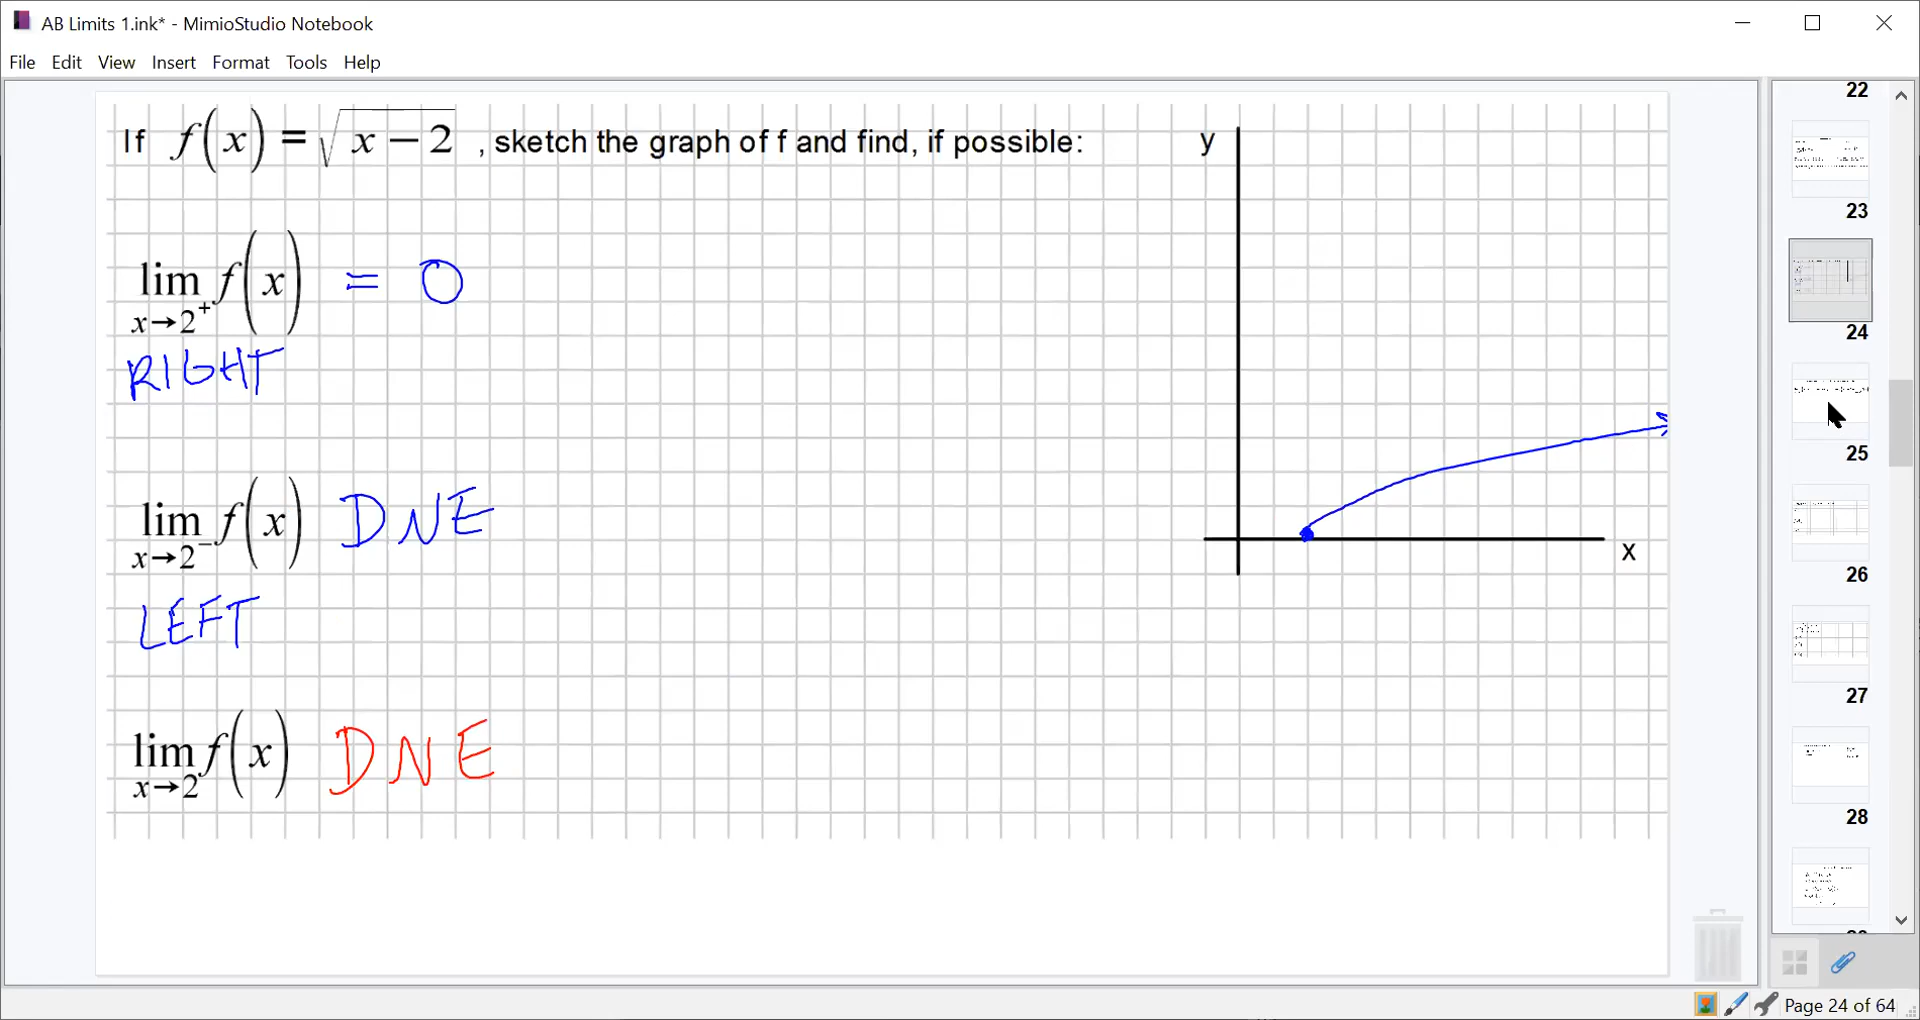 AB Limits 1.ink* - MimioStudio Notebook
File Edit View Insert Format Tools Help
If f(x) = √x − 2 , sketch the graph of f and find, if possible:
lim x→2⁺ f(x) = 0
RIGHT
lim x→2⁻ f(x) DNE
LEFT
lim x→2 f(x) DNE
y
x
22
23
24
25
26
27
28
Page 24 of 64